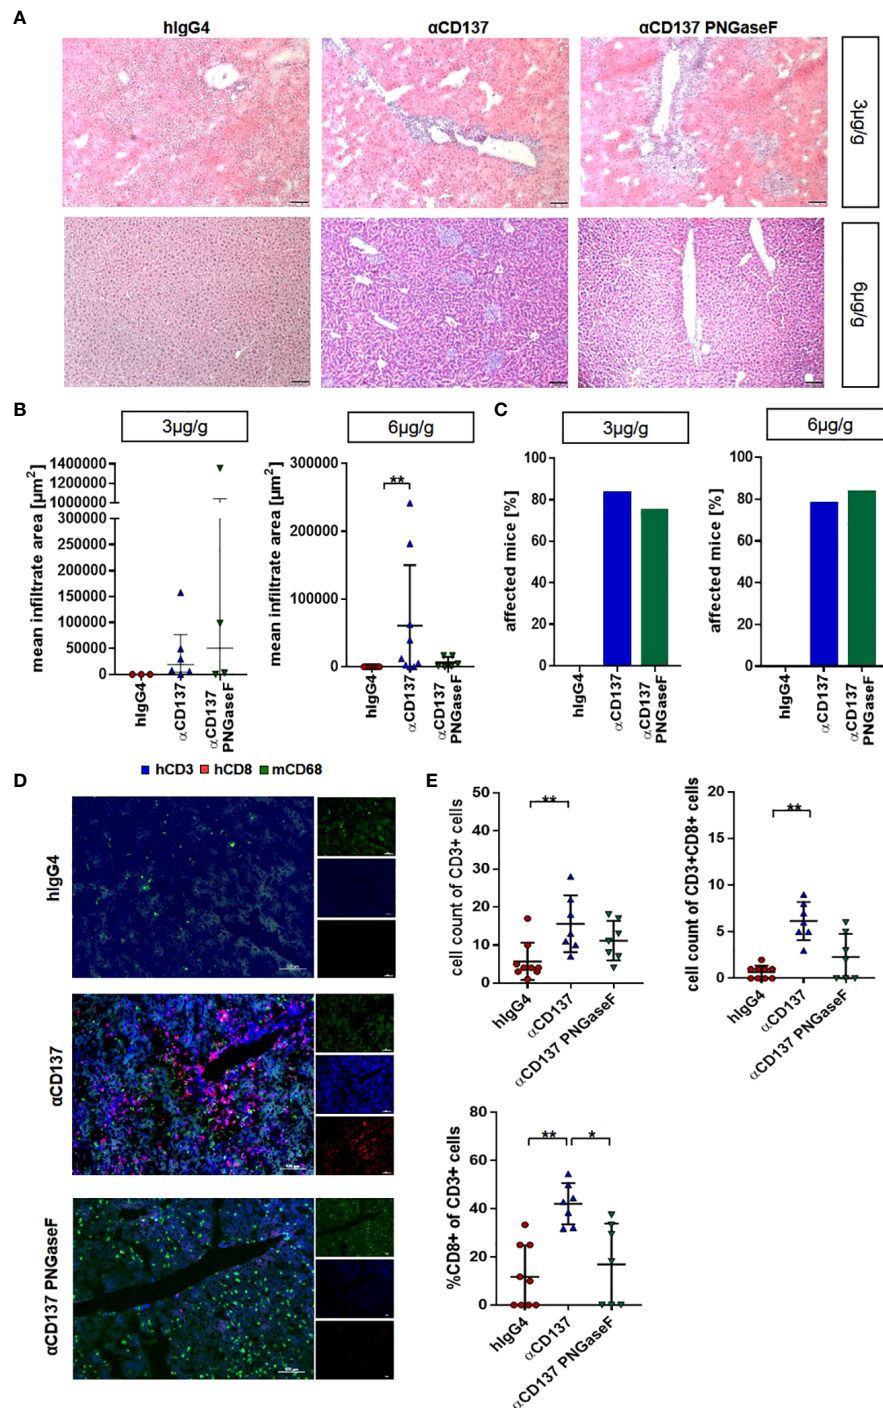 A
hIgG4
αCD137
αCD137 PNGaseF
3µg/g
6µg/g
B
3µg/g
mean infiltrate area [µm²]
1400000
1200000
1000000
300000
250000
200000
150000
100000
50000
0
hIgG4
αCD137
αCD137
PNGaseF
6µg/g
mean infiltrate area [µm²]
300000
200000
100000
0
**
hIgG4
αCD137
αCD137
PNGaseF
C
3µg/g
affected mice [%]
100
80
60
40
20
0
hIgG4
αCD137
αCD137
PNGaseF
6µg/g
affected mice [%]
100
80
60
40
20
0
hIgG4
αCD137
αCD137
PNGaseF
D
hCD3 hCD8 mCD68
hIgG4
αCD137
αCD137 PNGaseF
E
cell count of CD3+ cells
50
40
30
20
10
0
**
hIgG4
αCD137
αCD137 PNGaseF
cell count of CD3+CD8+ cells
20
15
10
5
0
**
hIgG4
αCD137
αCD137 PNGaseF
%CD8+ of CD3+ cells
80
60
40
20
0
**
*
hIgG4
αCD137
αCD137 PNGaseF